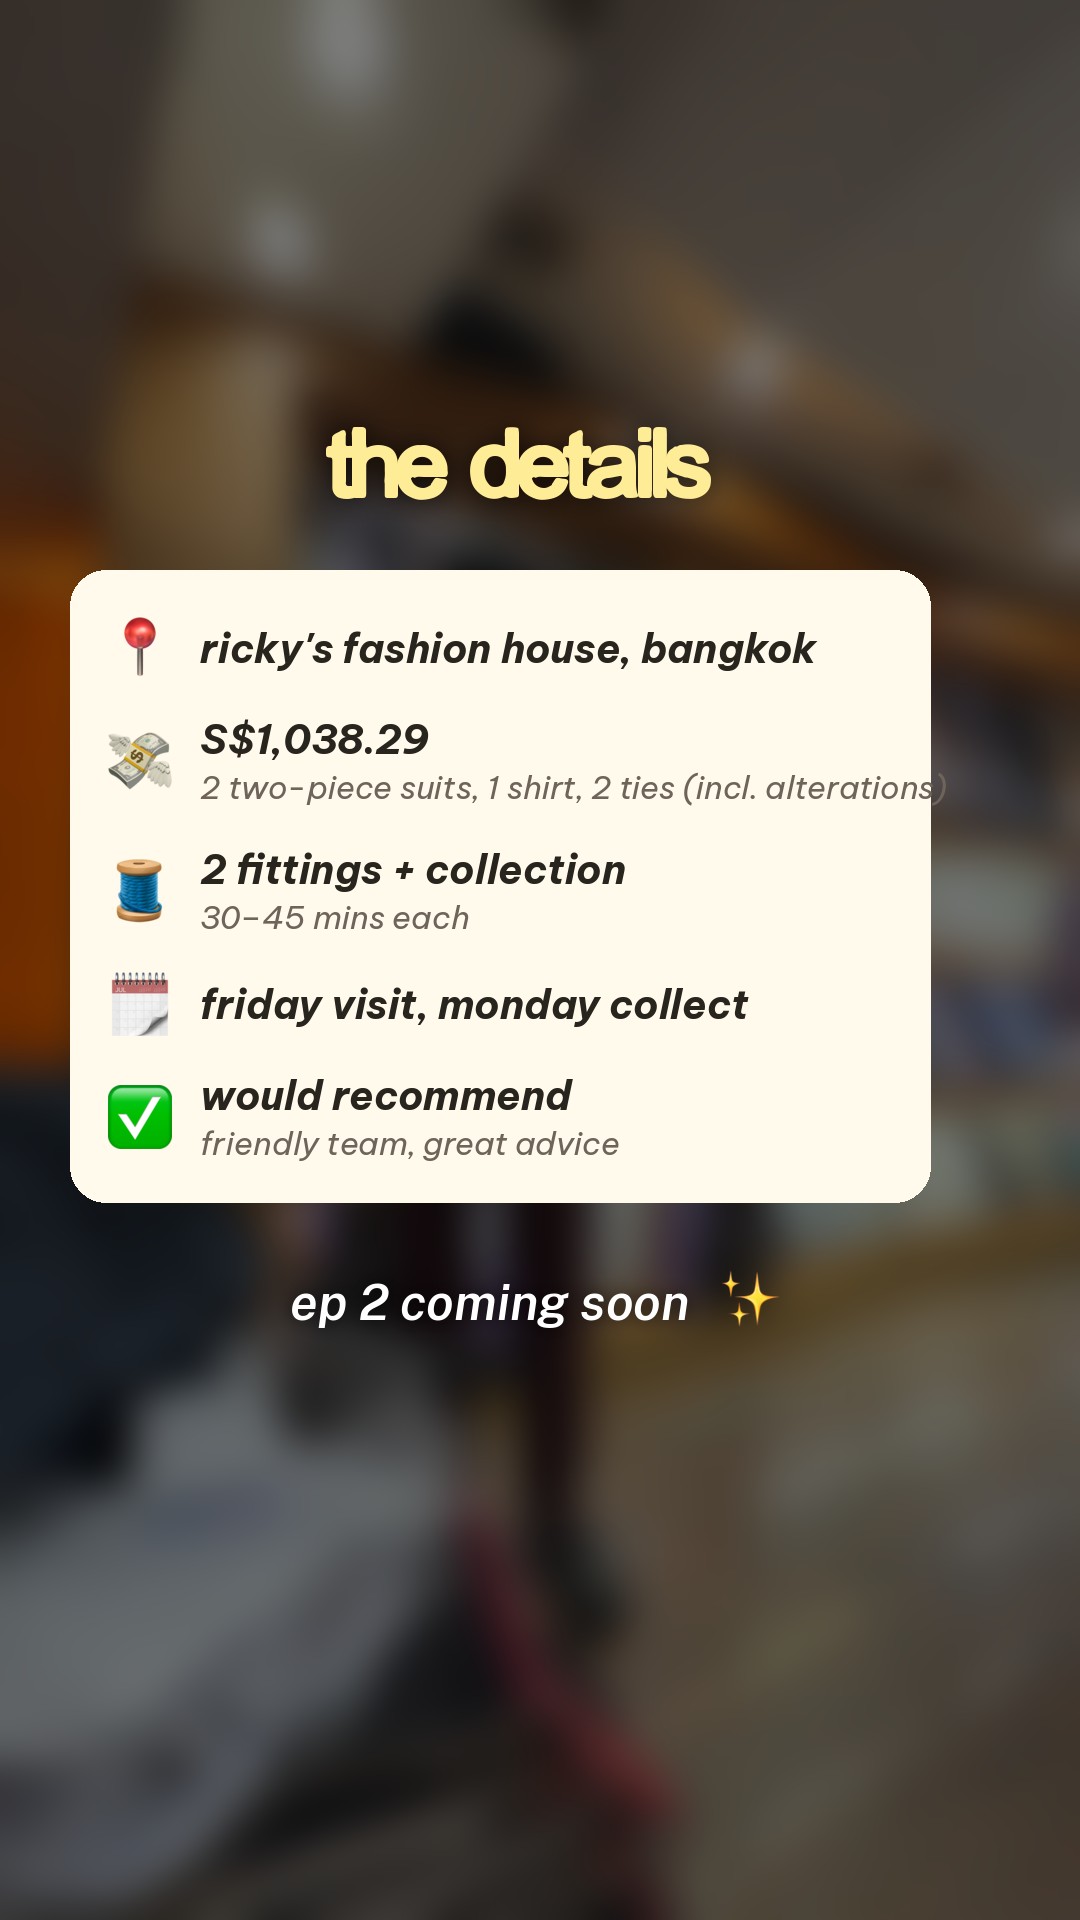 the details
📍 ricky's fashion house, bangkok
💸 S$1,038.29
2 two-piece suits, 1 shirt, 2 ties (incl. alterations)
🧵 2 fittings + collection
30–45 mins each
🗓️ friday visit, monday collect
✅ would recommend
friendly team, great advice
ep 2 coming soon ✨